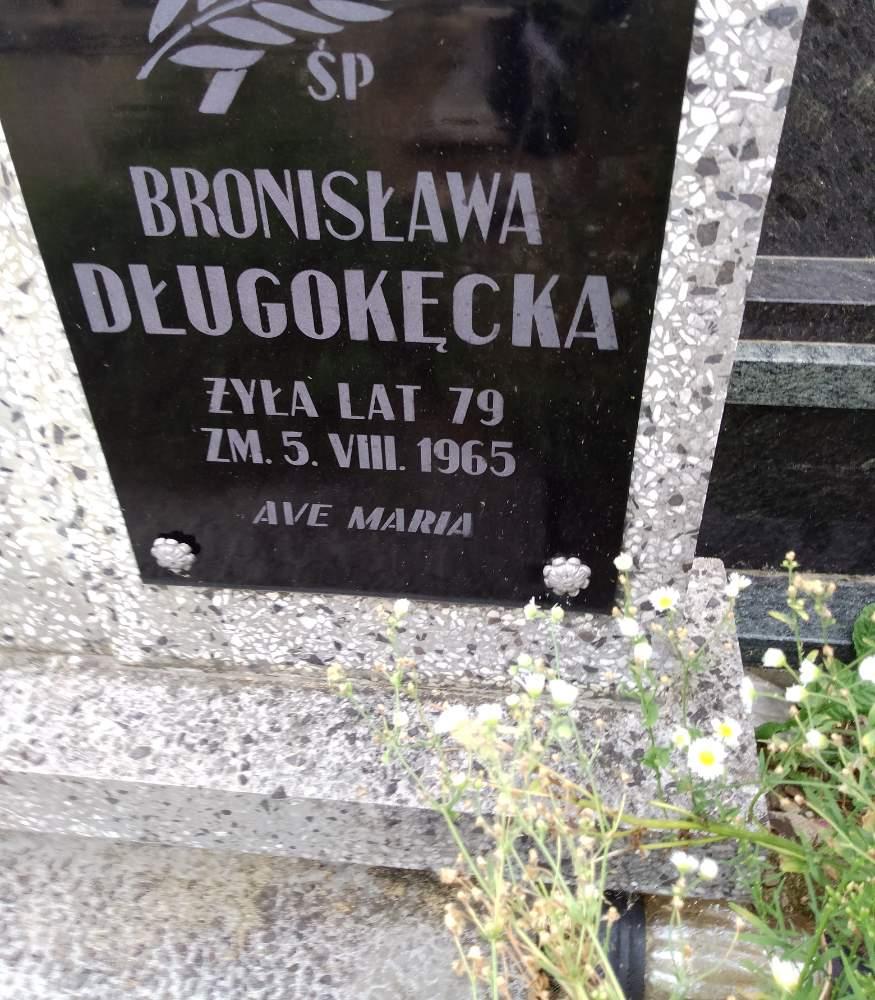 ŚP
BRONISŁAWA
DŁUGOKĘCKA
ŻYŁA LAT 79
ZM. 5. VIII. 1965
AVE MARIA